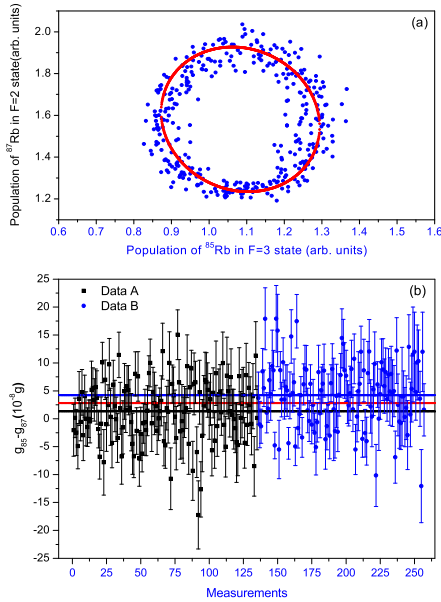 (a)
Population of ⁸⁷Rb in F=2 state(arb. units)
2.0
1.8
1.6
1.4
1.2
0.6 0.7 0.8 0.9 1.0 1.1 1.2 1.3 1.4 1.5 1.6
Population of ⁸⁵Rb in F=3 state (arb. units)
(b)
Data A
Data B
g₈₅-g₈₇(10⁻⁸g)
25
20
15
10
5
0
-5
-10
-15
-20
-25
0 25 50 75 100 125 150 175 200 225 250
Measurements